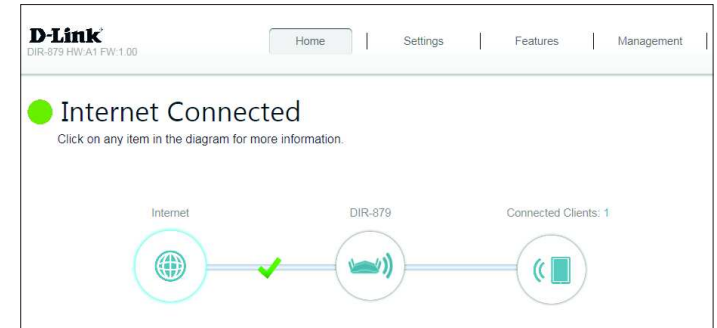 D-Link
DIR-879 HW:A1 FW:1.00
Home
Settings
Features
Management
Internet Connected
Click on any item in the diagram for more information.
Internet
DIR-879
Connected Clients: 1